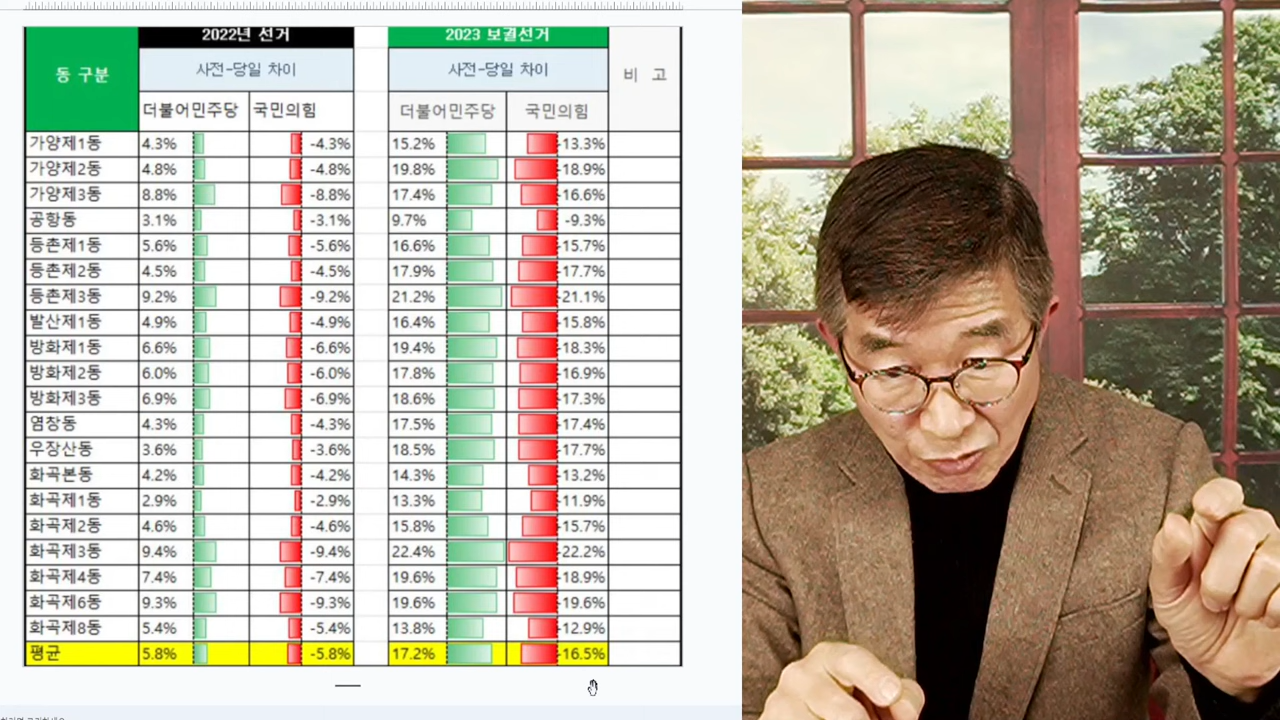 2022년 선거 2023 보궐선거
동 구분 사전-당일 차이 사전-당일 차이 비 고
더불어민주당 국민의힘 더불어민주당 국민의힘
가양제1동 4.3% -4.3% 15.2% -13.3%
가양제2동 4.8% -4.8% 19.8% -18.9%
가양제3동 8.8% -8.8% 17.4% -16.6%
공항동 3.1% -3.1% 9.7% -9.3%
등촌제1동 5.6% -5.6% 16.6% -15.7%
등촌제2동 4.5% -4.5% 17.9% -17.7%
등촌제3동 9.2% -9.2% 21.2% -21.1%
발산제1동 4.9% -4.9% 16.4% -15.8%
방화제1동 6.6% -6.6% 19.4% -18.3%
방화제2동 6.0% -6.0% 17.8% -16.9%
방화제3동 6.9% -6.9% 18.6% -17.3%
염창동 4.3% -4.3% 17.5% -17.4%
우장산동 3.6% -3.6% 18.5% -17.7%
화곡본동 4.2% -4.2% 14.3% -13.2%
화곡제1동 2.9% -2.9% 13.3% -11.9%
화곡제2동 4.6% -4.6% 15.8% -15.7%
화곡제3동 9.4% -9.4% 22.4% -22.2%
화곡제4동 7.4% -7.4% 19.6% -18.9%
화곡제6동 9.3% -9.3% 19.6% -19.6%
화곡제8동 5.4% -5.4% 13.8% -12.9%
평균 5.8% -5.8% 17.2% -16.5%